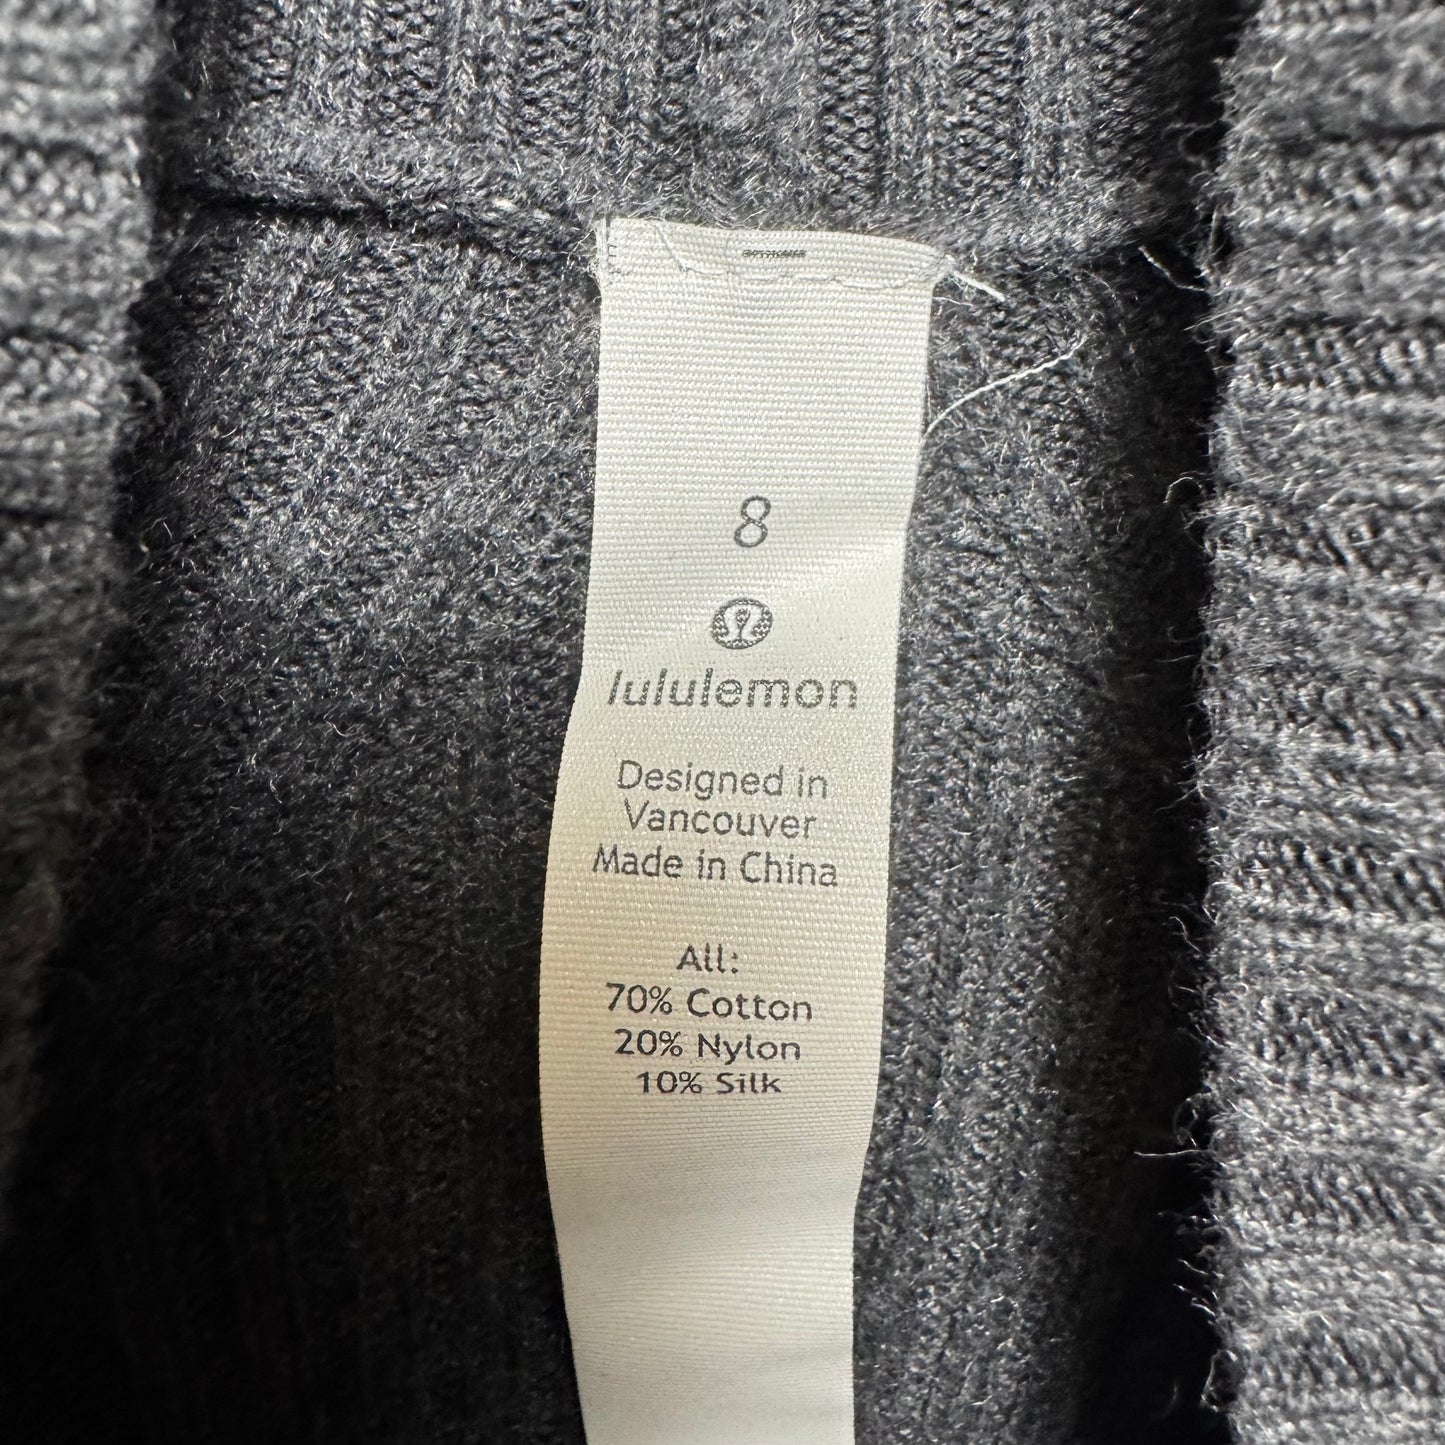 8
lululemon
Designed in
Vancouver
Made in China
All:
70% Cotton
20% Nylon
10% Silk